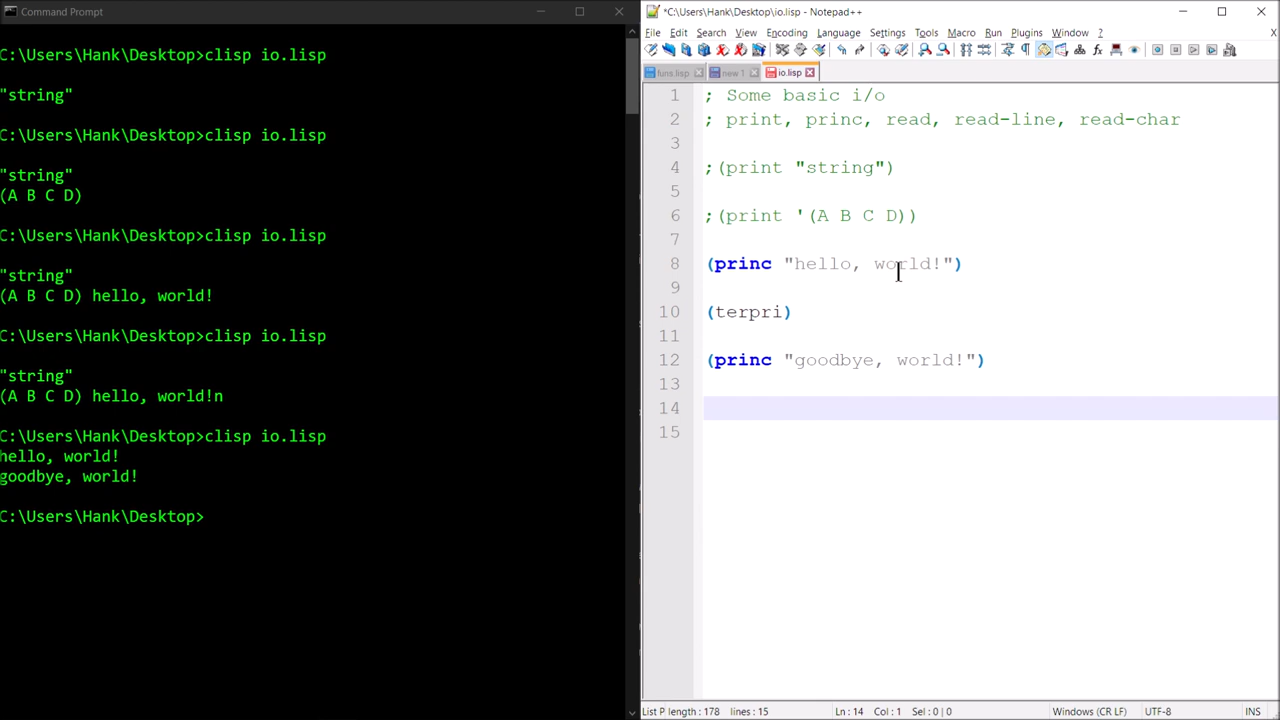 Command Prompt
C:\Users\Hank\Desktop>clisp io.lisp
"string"
C:\Users\Hank\Desktop>clisp io.lisp
"string"
(A B C D)
C:\Users\Hank\Desktop>clisp io.lisp
"string"
(A B C D) hello, world!
C:\Users\Hank\Desktop>clisp io.lisp
"string"
(A B C D) hello, world!n
C:\Users\Hank\Desktop>clisp io.lisp
hello, world!
goodbye, world!
C:\Users\Hank\Desktop>
*C:\Users\Hank\Desktop\io.lisp - Notepad++
File Edit Search View Encoding Language Settings Tools Macro Run Plugins Window ? X
funs.lisp new 1 io.lisp
1 ; Some basic i/o
2 ; print, princ, read, read-line, read-char
3
4 ;(print "string")
5
6 ;(print '(A B C D))
7
8 (princ "hello, world!")
9
10 (terpri)
11
12 (princ "goodbye, world!")
13
14
15
List P length : 178 lines : 15 Ln : 14 Col : 1 Sel : 0 | 0 Windows (CR LF) UTF-8 INS